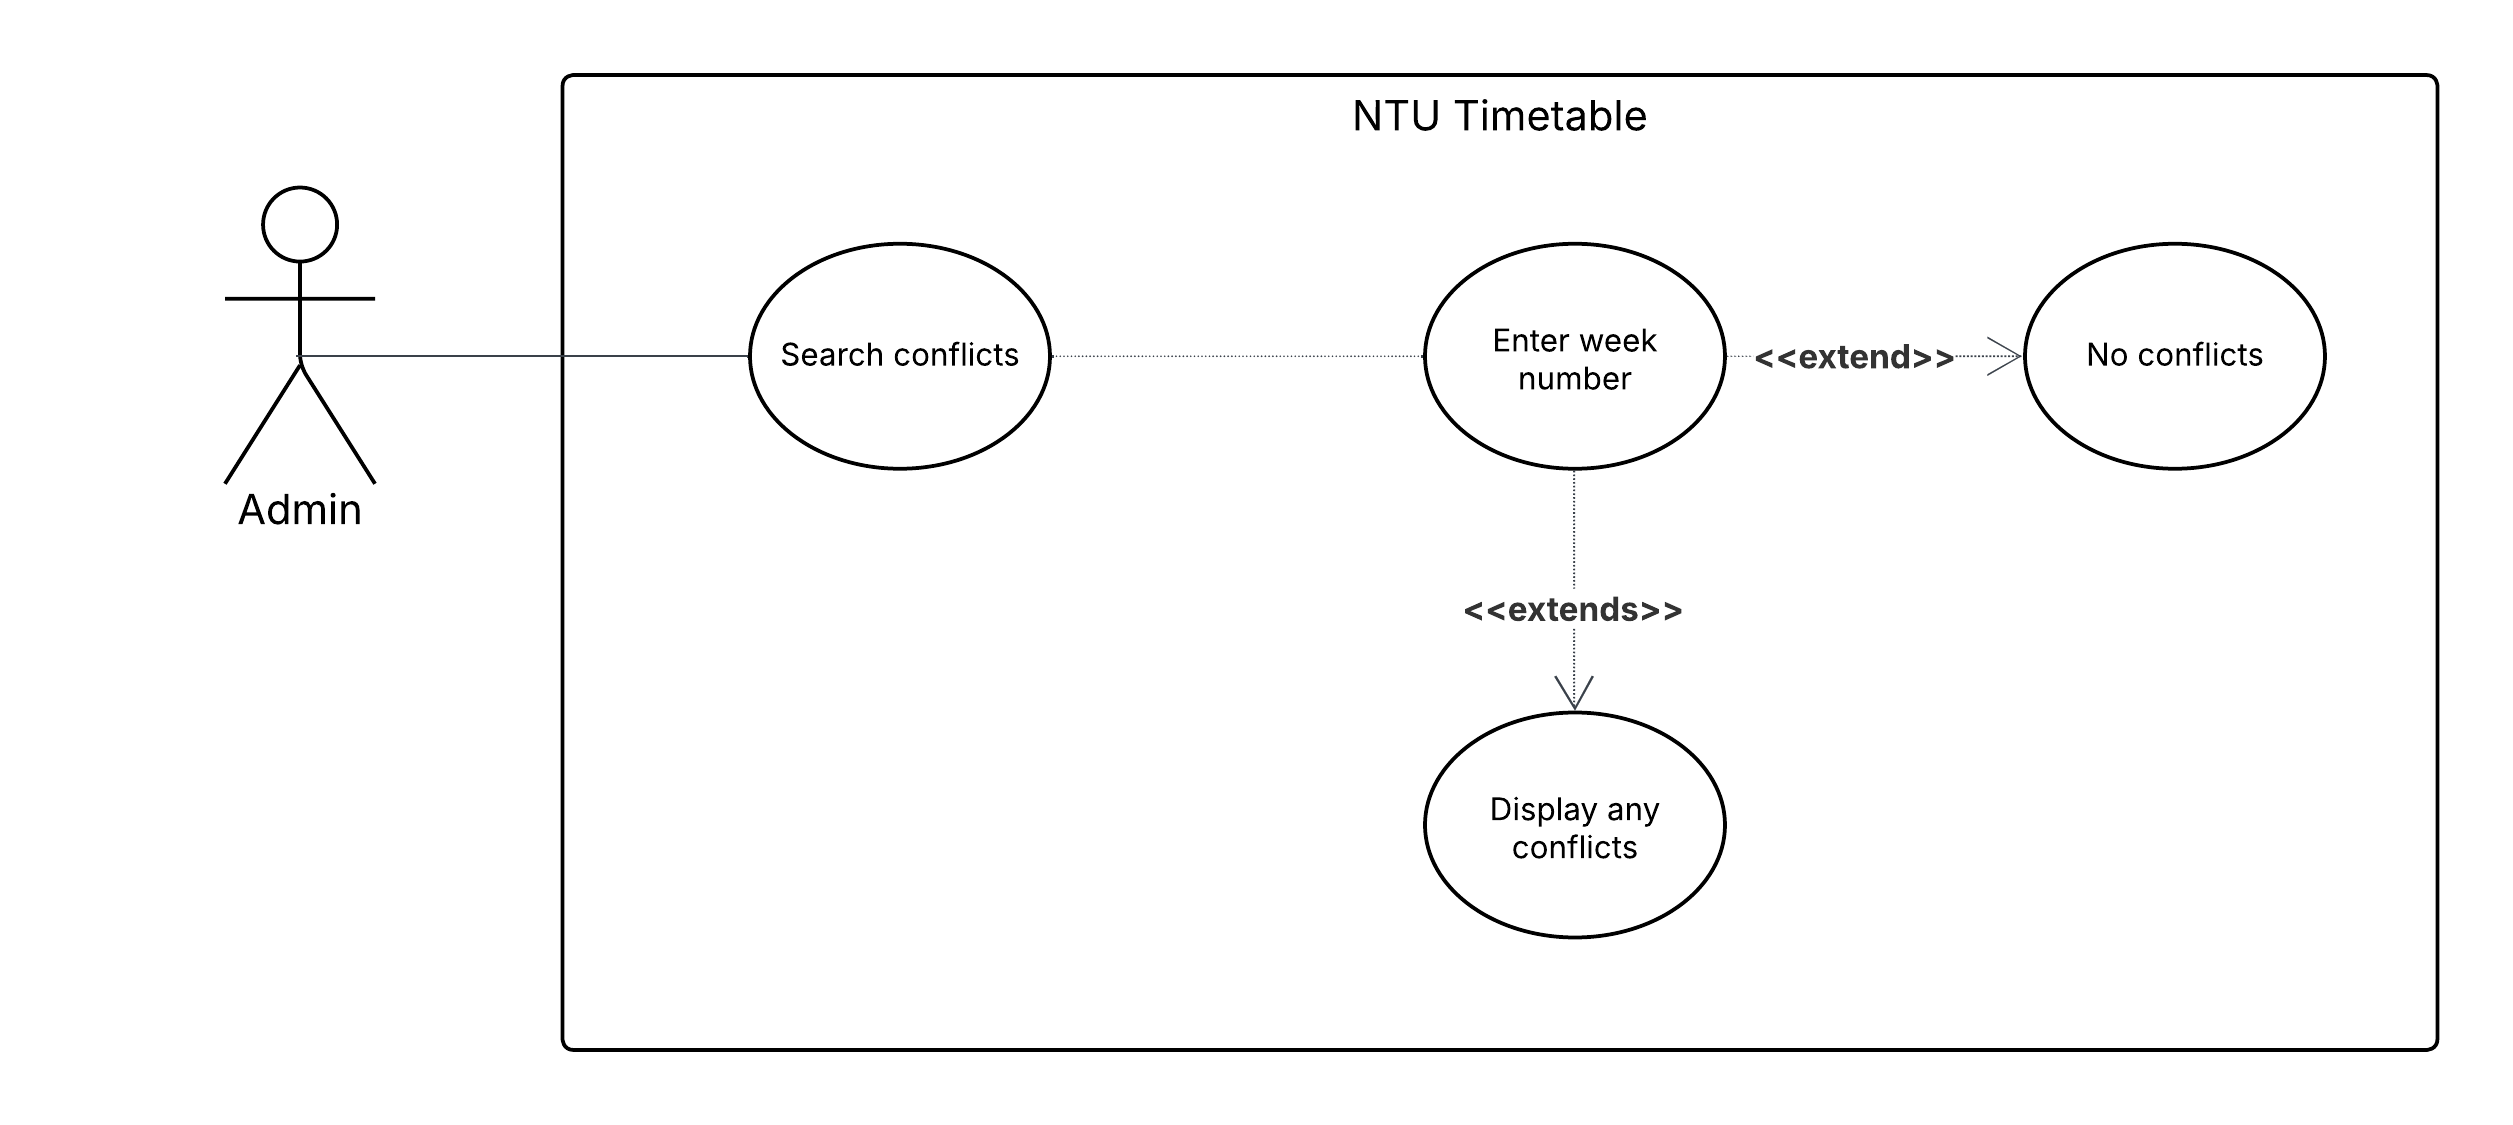 NTU Timetable
Search conflicts
Enter week
number
<<extend>>
No conflicts
Admin
<<extends>>
Display any
conflicts